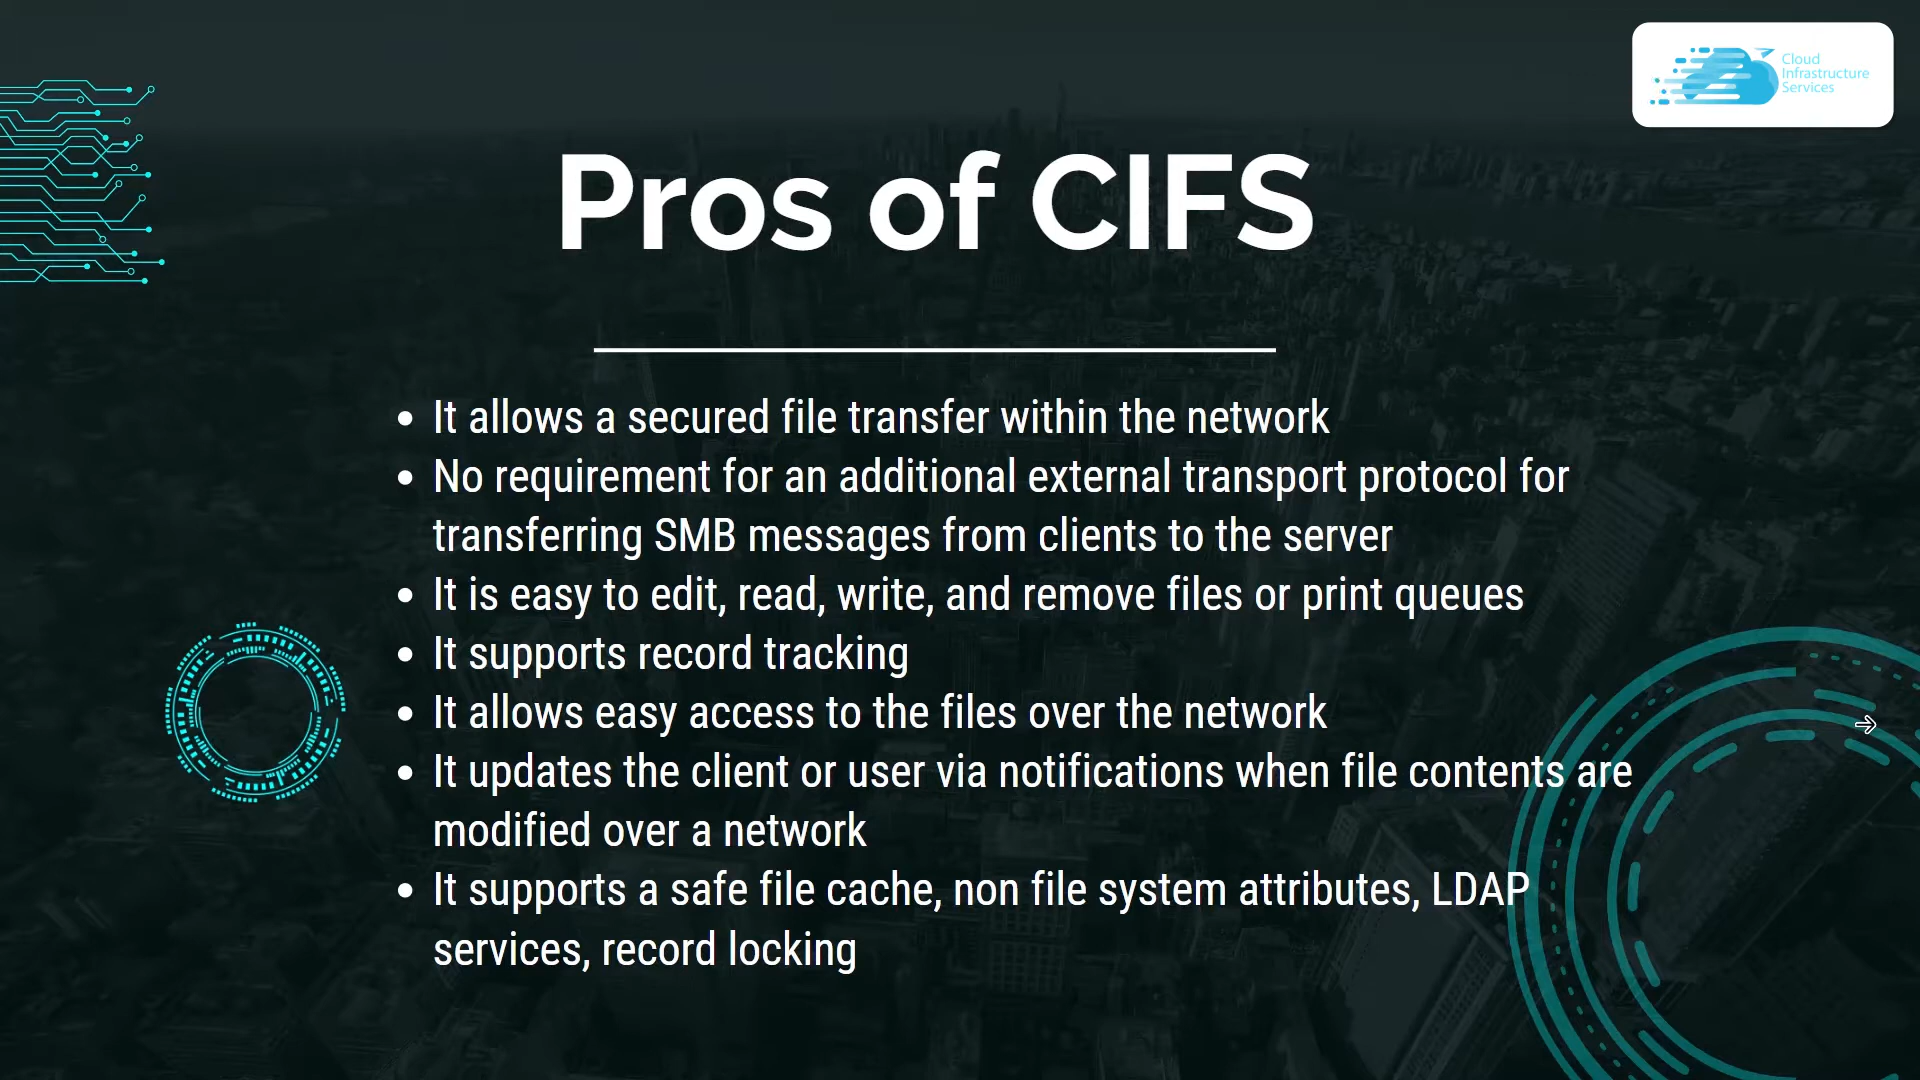 Cloud
Infrastructure
Services
Pros of CIFS
• It allows a secured file transfer within the network
• No requirement for an additional external transport protocol for
transferring SMB messages from clients to the server
• It is easy to edit, read, write, and remove files or print queues
• It supports record tracking
• It allows easy access to the files over the network
• It updates the client or user via notifications when file contents are
modified over a network
• It supports a safe file cache, non file system attributes, LDAP
services, record locking